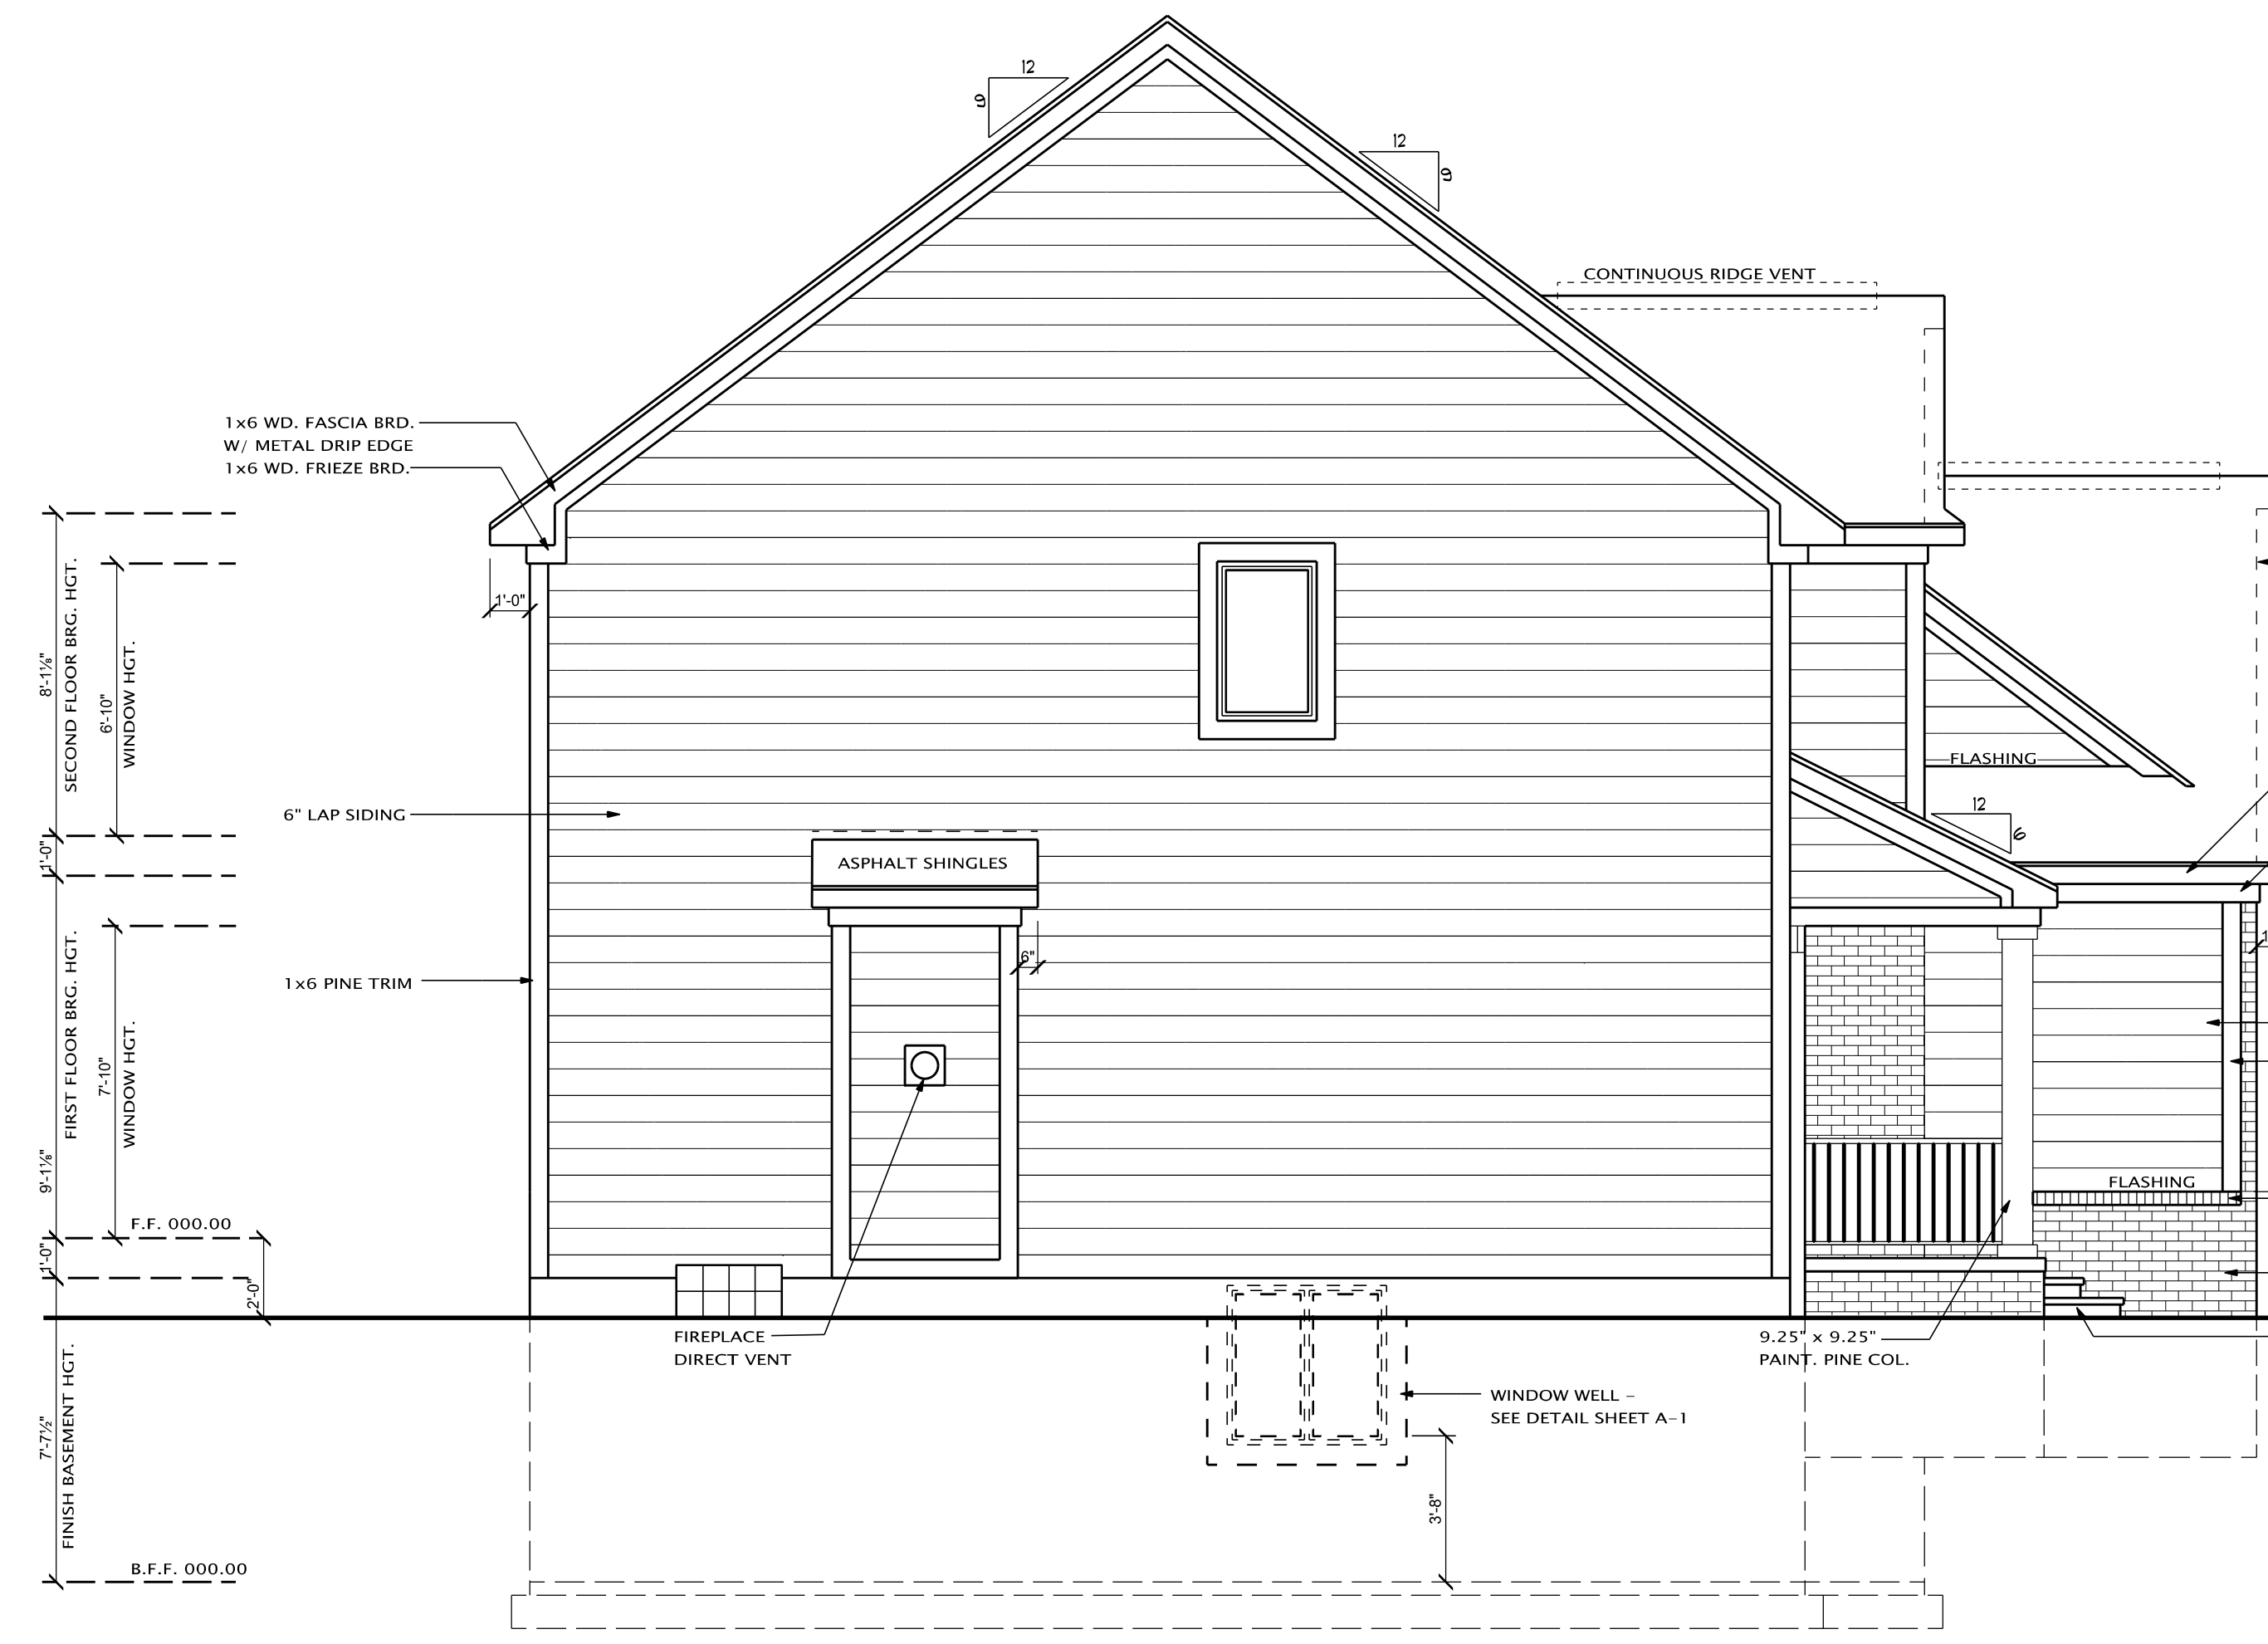 12
9
12
9
CONTINUOUS RIDGE VENT
1x6 WD. FASCIA BRD.
W/ METAL DRIP EDGE
1x6 WD. FRIEZE BRD.
1'-0"
8'-1⅛"
SECOND FLOOR BRG. HGT.
6'-10"
WINDOW HGT.
FLASHING
12
6
6" LAP SIDING
1'-0"
ASPHALT SHINGLES
6"
1x6 PINE TRIM
9'-1⅛"
FIRST FLOOR BRG. HGT.
7'-10"
WINDOW HGT.
FLASHING
F.F. 000.00
1'-0"
2'-0"
FIREPLACE
DIRECT VENT
9.25" x 9.25"
PAINT. PINE COL.
WINDOW WELL –
SEE DETAIL SHEET A–1
7'-7½"
FINISH BASEMENT HGT.
3'-8"
B.F.F. 000.00